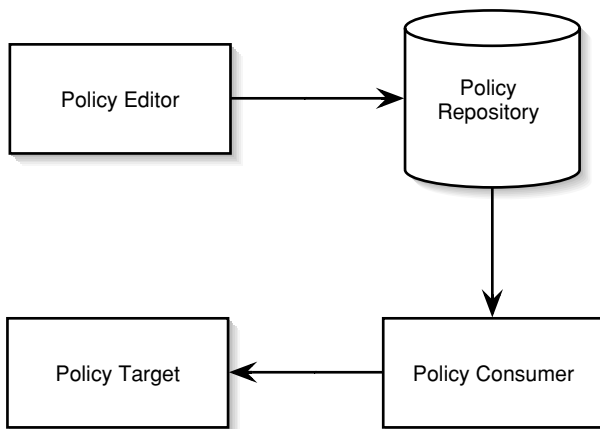 Policy Editor
Policy
Repository
Policy Target
Policy Consumer